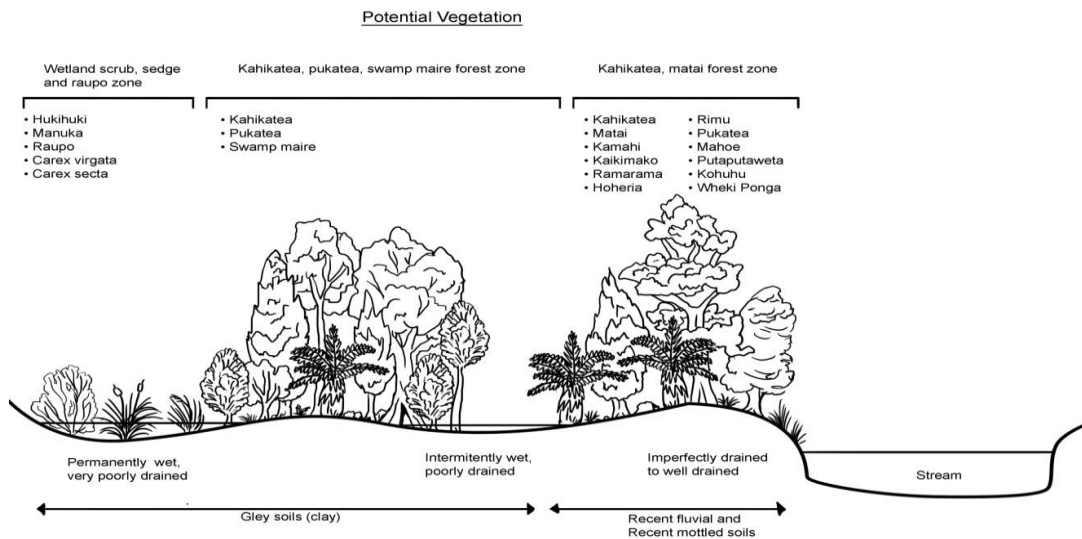 Potential Vegetation
Wetland scrub, sedge
and raupo zone
• Hukihuki
• Manuka
• Raupo
• Carex virgata
• Carex secta
Kahikatea, pukatea, swamp maire forest zone
• Kahikatea
• Pukatea
• Swamp maire
Kahikatea, matai forest zone
• Kahikatea
• Matai
• Kamahi
• Kaikimako
• Ramarama
• Hoheria
• Rimu
• Pukatea
• Mahoe
• Putaputaweta
• Kohuhu
• Wheki Ponga
Permanently wet,
very poorly drained
Intermitently wet,
poorly drained
Imperfectly drained
to well drained
Stream
Gley soils (clay)
Recent fluvial and
Recent mottled soils